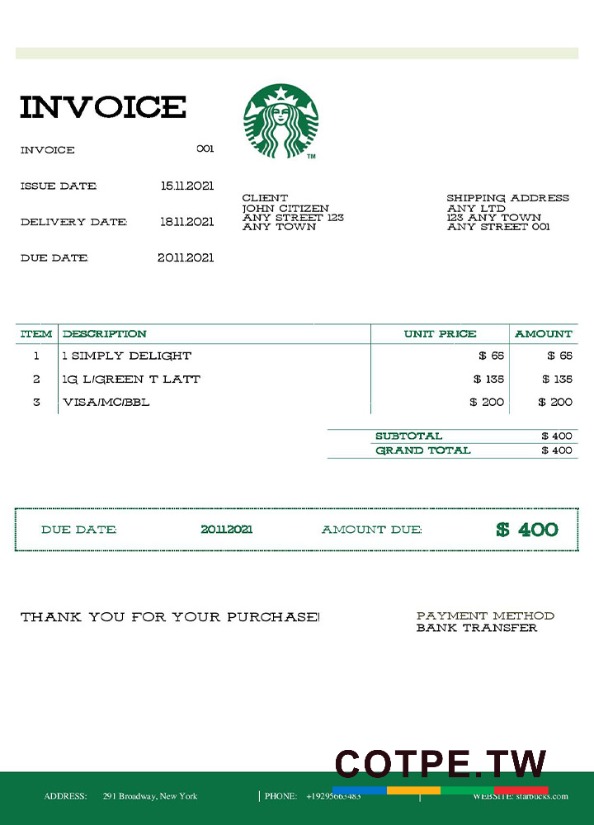 INVOICE
INVOICE 001
ISSUE DATE: 15.11.2021
DELIVERY DATE: 18.11.2021
DUE DATE: 20.11.2021
TM
CLIENT
JOHN CITIZEN
ANY STREET 123
ANY TOWN
SHIPPING ADDRESS
ANY LTD
123 ANY TOWN
ANY STREET 001
ITEM DESCRIPTION UNIT PRICE AMOUNT
1 1 SIMPLY DELIGHT $ 65 $ 65
2 1G L/GREEN T LATT $ 135 $ 135
3 VISA/MC/BBL $ 200 $ 200
SUBTOTAL $ 400
GRAND TOTAL $ 400
DUE DATE: 20.11.2021 AMOUNT DUE: $ 400
THANK YOU FOR YOUR PURCHASE!
PAYMENT METHOD
BANK TRANSFER
COTPE.TW
ADDRESS: 291 Broadway, New York PHONE: +19295663483 WEBSITE: starbucks.com